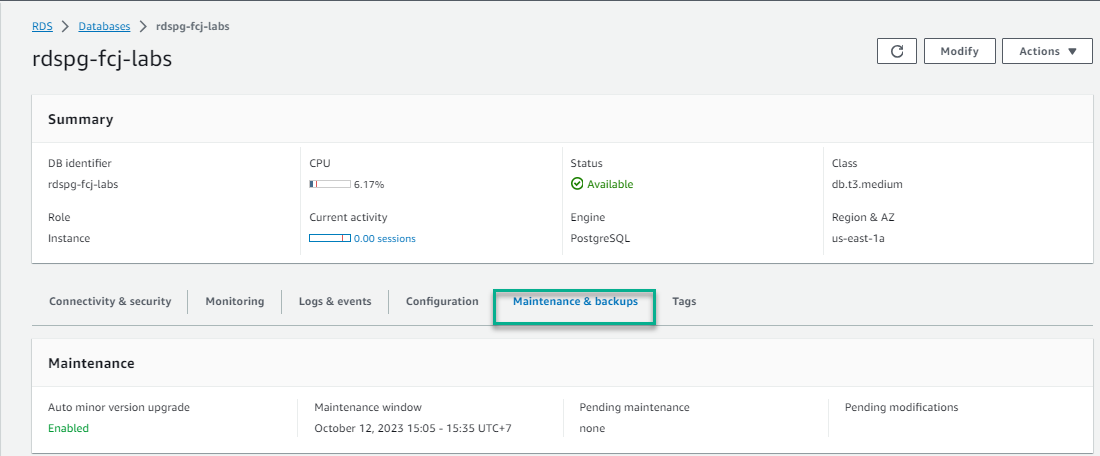 RDS > Databases > rdspg-fcj-labs
rdspg-fcj-labs
Modify
Actions
Summary
DB identifier
rdspg-fcj-labs
CPU
6.17%
Status
Available
Class
db.t3.medium
Role
Instance
Current activity
0.00 sessions
Engine
PostgreSQL
Region & AZ
us-east-1a
Connectivity & security
Monitoring
Logs & events
Configuration
Maintenance & backups
Tags
Maintenance
Auto minor version upgrade
Enabled
Maintenance window
October 12, 2023 15:05 - 15:35 UTC+7
Pending maintenance
none
Pending modifications